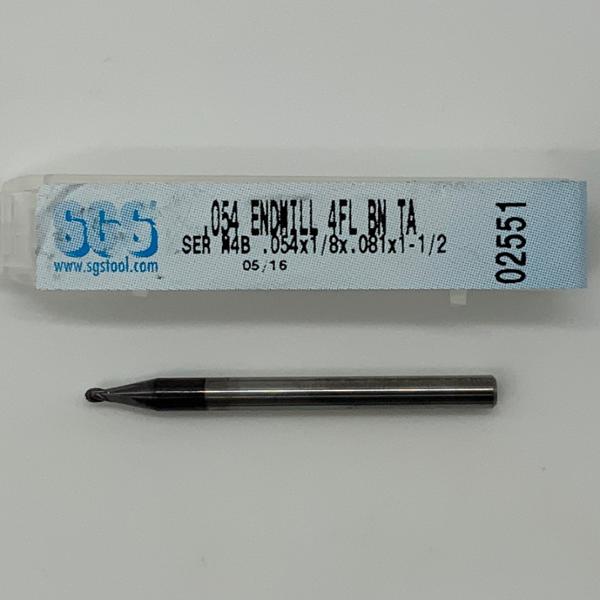 SGS
www.sgstool.com
.054 ENDMILL 4FL BN TA
SER M4B .054x1/8x.081x1-1/2
05/16
02551